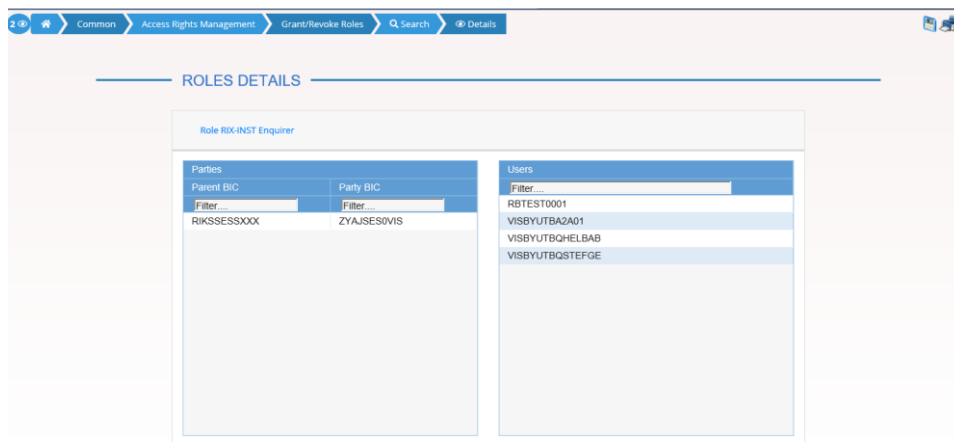 2 Common Access Rights Management Grant/Revoke Roles Search Details
ROLES DETAILS
Role RIX-INST Enquirer
Parties
Parent BIC Party BIC
Filter.... Filter....
RIKSSESSXXX ZYAJSES0VIS
Users
Filter....
RBTEST0001
VISBYUTBA2A01
VISBYUTBQHELBAB
VISBYUTBQSTEFGE